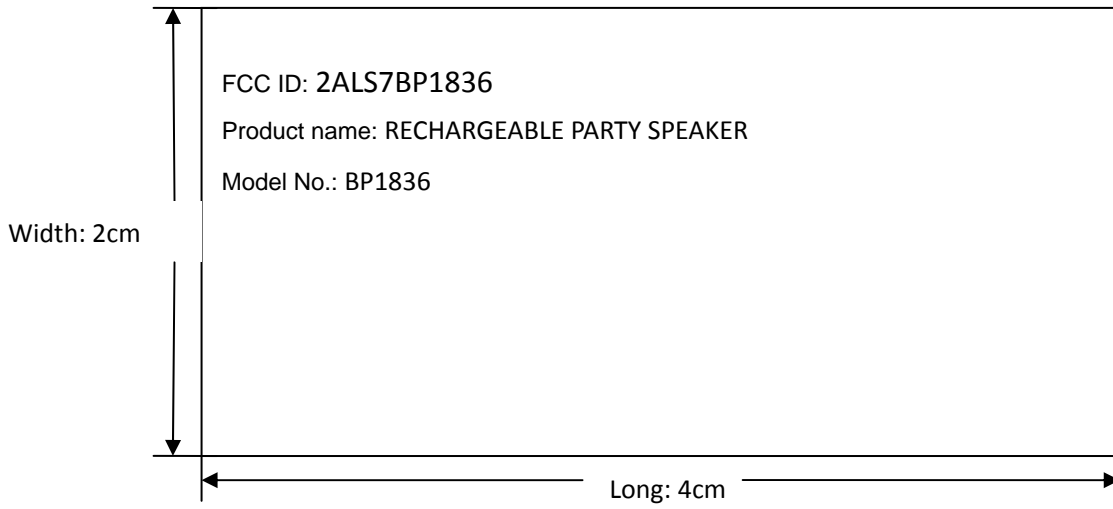 FCC ID: 2ALS7BP1836
Product name: RECHARGEABLE PARTY SPEAKER
Model No.: BP1836
Width: 2cm
Long: 4cm